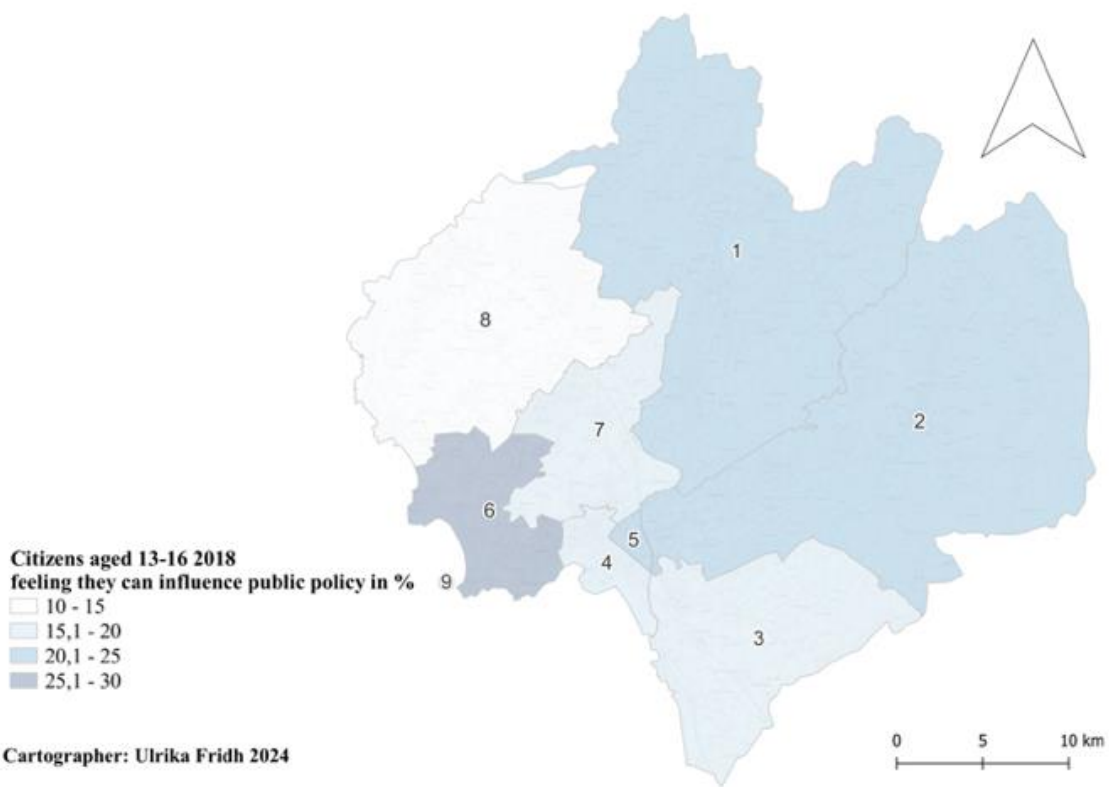 1
8
2
7
6
5
4
9
3
Citizens aged 13-16 2018
feeling they can influence public policy in %
10 - 15
15,1 - 20
20,1 - 25
25,1 - 30
Cartographer: Ulrika Fridh 2024
0 5 10 km